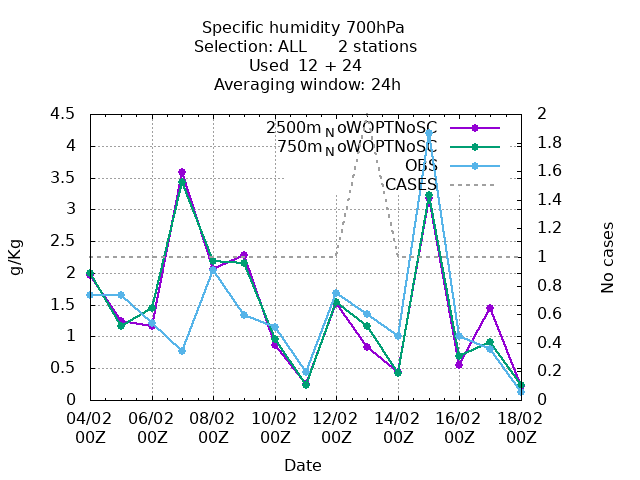 Specific humidity 700hPa
Selection: ALL 2 stations
Used 12 + 24
Averaging window: 24h
2500m_NoWOPTNoSC
750m_NoWOPTNoSC
OBS
CASES
4.5
4
3.5
3
2.5
2
1.5
1
0.5
0
g/Kg
2
1.8
1.6
1.4
1.2
1
0.8
0.6
0.4
0.2
0
No cases
04/02 06/02 08/02 10/02 12/02 14/02 16/02 18/02
00Z 00Z 00Z 00Z 00Z 00Z 00Z 00Z
Date